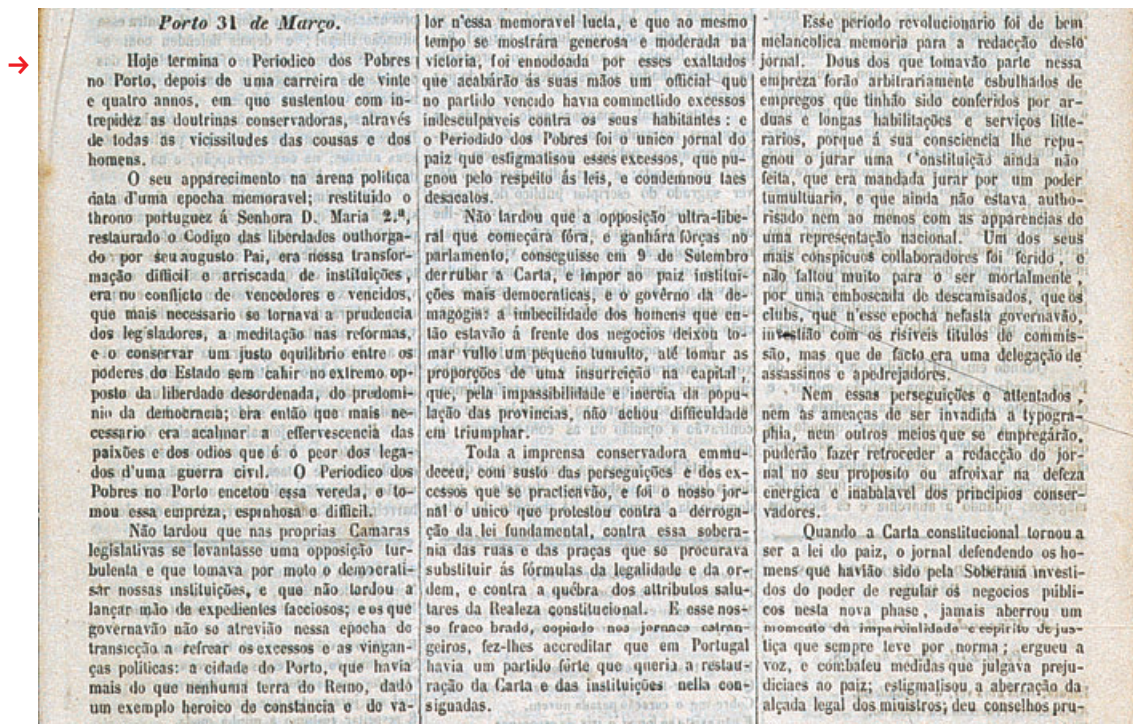 Porto 31 de Março.
Hoje termina o Periodico dos Pobres
no Porto, depois de uma carreira de vinte
e quatro annos, em que sustentou com in-
trepidez as doutrinas conservadoras, através
de todas as vicissitudes das cousas e dos
homens.
O seu apparecimento na arena politica
data d'uma epocha memoravel; restituido o
throno portuguez á Senhora D. Maria 2.ª,
restaurado o Codigo das liberdades outhorga-
do por seu augusto Pai, era nessa transfor-
mação difficil e arriscada de instituições,
era no conflicto de vencedores e vencidos,
que mais necessario se tornava a prudencia
dos legisladores, a meditação nas reformas,
e o conservar um justo equilibrio entre os
poderes do Estado sem cahir no extremo op-
posto da liberdade desordenada, do predomi-
nio da democracia; era então que mais ne-
cessario era acalmar a effervescencia das
paixões e dos odios que é o peor dos lega-
dos d'uma guerra civil. O Periodico dos
Pobres no Porto encetou essa vereda, e to-
mou essa empreza, espinhosa e difficil.
Não tardou que nas proprias Camaras
legislativas se levantasse uma opposição tur-
bulenta e que tomava por moto o democrati-
sar nossas instituições, e que não tardou a
lançar mão de expedientes facciosos; e os que
governavão não se atrevião nessa epocha de
transicção a refrear os excessos e as vingan-
ças politicas: a cidade do Porto, que havia
mais do que nenhuma terra do Reino, dado
um exemplo heroico de constancia e do va-
lor n'essa memoravel lucta, e que ao mesmo
tempo se mostrára generosa e moderada na
victoria, foi ennodoada por esses exaltados
que acabárão ás suas mãos um official que
no partido vencido havia commettido excessos
indesculpaveis contra os seus habitantes: e
o Periodido dos Pobres foi o unico jornal do
paiz que estigmatisou esses excessos, que pu-
gnou pelo respeito ás leis, e condemnou taes
desacatos.
Não tardou que a opposição ultra-libe-
ral que começára fóra, e ganhára fórças no
parlamento, conseguisse em 9 de Setembro
derrubar a Carta, e impor ao paiz institui-
ções mais democraticas, e o govêrno da de-
magogia: a imbecilidade dos homens que en-
tão estavão á frente dos negocios deixou to-
mar vulto um pequeno tumulto, até tomar as
proporções de uma insurreição na capital,
que, pela impassibilidade e inercia da popu-
lação das provincias, não achou difficuldade
em triumphar.
Toda a imprensa conservadora emmu-
deceu, com susto das perseguições e dos ex-
cessos que se practicavão, e foi o nosso jor-
nal o unico que protestou contra a derroga-
ção da lei fundamental, contra essa sobera-
nia das ruas e das praças que se procurava
substituir ás fórmulas da legalidade e da or-
dem, e contra a québra dos attributos salu-
tares da Realeza constitucional. E esse nos-
so fraco brado, copiado nos jornaes estran-
geiros, fez-lhes accreditar que em Portugal
havia um partido fórte que queria a restau-
ração da Carta e das instituições nella con-
signadas.
Esse periodo revolucionario foi de bem
melancolica memoria para a redacção deste
jornal. Dous dos que tomavão parte nessa
empreza forão arbitrariamente esbulhados de
empregos que tinhão sido conferidos por ar-
duas e longas habilitações e serviços litte-
rarios, porque á sua consciencia lhe repu-
gnou o jurar uma Constituição ainda não
feita, que era mandada jurar por um poder
tumultuario, e que ainda não estava autho-
risado nem ao menos com as apparencias de
uma representação nacional. Um dos seus
mais conspicuos collaboradores foi ferido, e
não faltou muito para o ser mortalmente,
por uma emboscada de descamisados, que os
clubs, que n'esse epocha nefasta governavão,
investião com os risiveis titulos de commis-
são, mas que de facto era uma delegação de
assassinos e apedrejadores.
Nem essas perseguições e attentados,
nem as ameaças de ser invadida a typogra-
phia, nem outros meios que se empregárão,
puderão fazer retroceder a redacção do jor-
nal no seu proposito ou afroixar na defeza
energica e inabalavel dos principios conser-
vadores.
Quando a Carta constitucional tornou a
ser a lei do paiz, o jornal defendendo os ho-
mens que havião sido pela Soberana investi-
dos do poder de regular os negocios publi-
cos nesta nova phase, jamais aberrou um
momento da imparcialidade e espirito de jus-
tiça que sempre teve por norma; ergueu a
voz, e combateu medidas que julgava preju-
diciaes ao paiz; estigmatisou a aberração da
alçada legal dos ministros; deu conselhos pru-